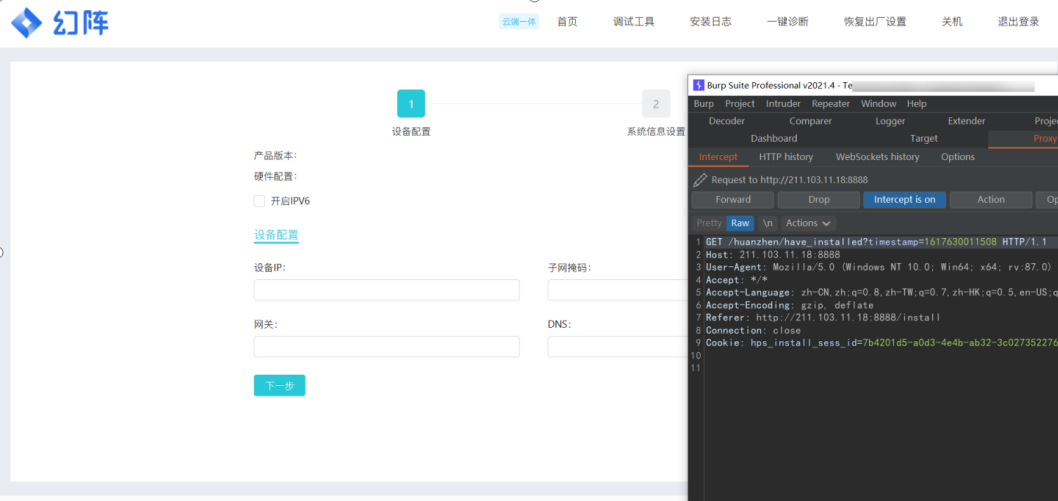 幻阵
云端一体 首页 调试工具 安装日志 一键诊断 恢复出厂设置 关机 退出登录
1
设备配置
2
系统信息设置
产品版本:
硬件配置:
开启IPV6
设备配置
设备IP:
子网掩码:
网关:
DNS:
下一步
Burp Suite Professional v2021.4 - Te
Burp Project Intruder Repeater Window Help
Decoder Comparer Logger Extender Projec
Dashboard Target Proxy
Intercept HTTP history WebSockets history Options
Request to http://211.103.11.18:8888
Forward Drop Intercept is on Action Op
Pretty Raw \n Actions
1 GET /huanzhen/have_installed?timestamp=1617630011508 HTTP/1.1
2 Host: 211.103.11.18:8888
3 User-Agent: Mozilla/5.0 (Windows NT 10.0; Win64; x64; rv:87.0)
4 Accept: */*
5 Accept-Language: zh-CN,zh;q=0.8,zh-TW;q=0.7,zh-HK;q=0.5,en-US;q
6 Accept-Encoding: gzip, deflate
7 Referer: http://211.103.11.18:8888/install
8 Connection: close
9 Cookie: hps_install_sess_id=7b4201d5-a0d3-4e4b-ab32-3c027352276
10
11